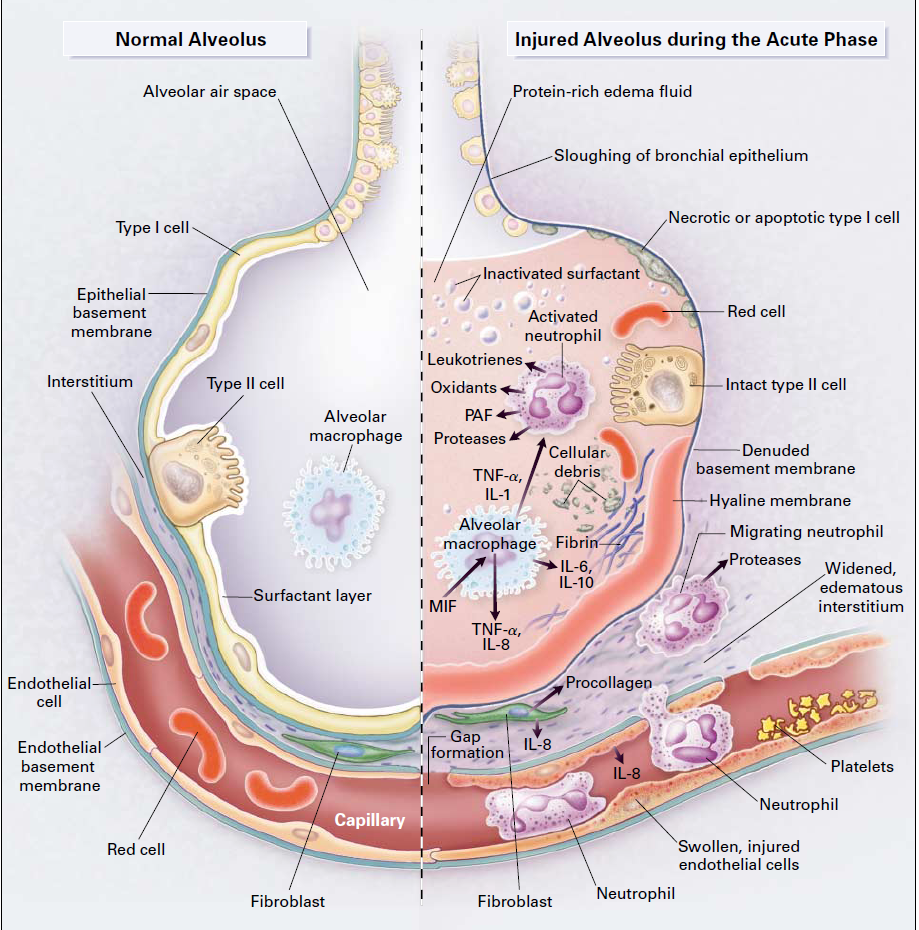 Normal Alveolus
Injured Alveolus during the Acute Phase
Alveolar air space
Protein-rich edema fluid
Sloughing of bronchial epithelium
Type I cell
Necrotic or apoptotic type I cell
Inactivated surfactant
Epithelial
basement
membrane
Activated
neutrophil
Red cell
Leukotrienes
Oxidants
PAF
Proteases
Interstitium
Type II cell
Intact type II cell
Alveolar
macrophage
Cellular
debris
Denuded
basement membrane
TNF-α,
IL-1
Hyaline membrane
Alveolar
macrophage
Fibrin
Migrating neutrophil
Proteases
IL-6,
IL-10
Widened,
edematous
interstitium
Surfactant layer
MIF
TNF-α,
IL-8
Endothelial
cell
Procollagen
Gap
formation
IL-8
Endothelial
basement
membrane
IL-8
Platelets
Neutrophil
Capillary
Red cell
Swollen, injured
endothelial cells
Fibroblast
Fibroblast
Neutrophil